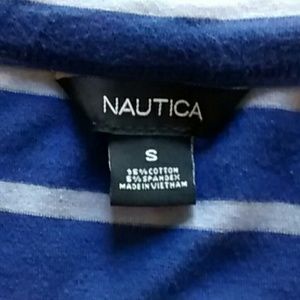 NAUTICA
S
95% COTTON
5% SPANDEX
MADE IN VIETNAM